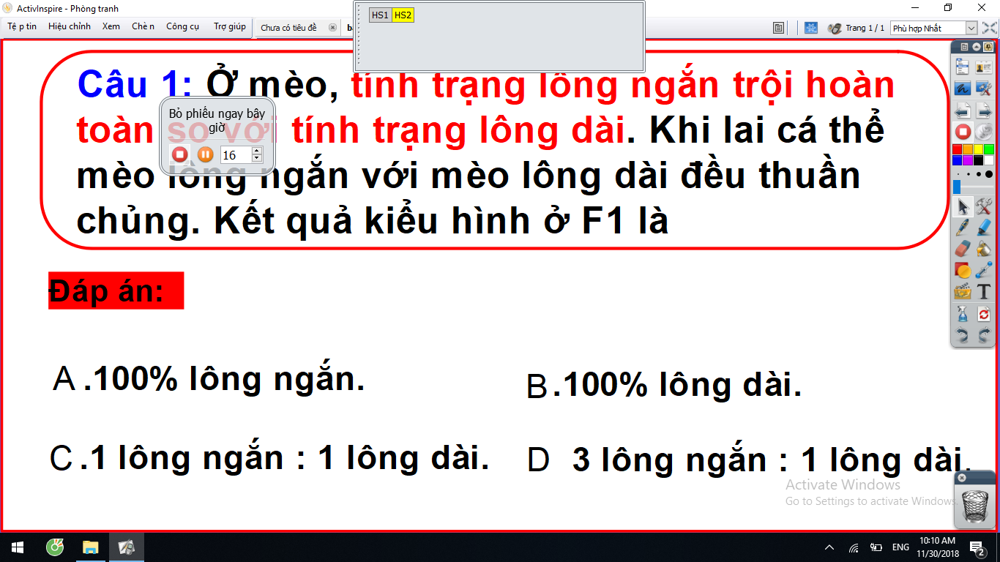 ActivInspire - Phòng tranh
HS1 HS2
Tệp tin Hiệu chỉnh Xem Chèn Công cụ Trợ giúp Chưa có tiêu đề
Trang 1 / 1 Phù hợp Nhất
Câu 1: Ở mèo, tính trạng lông ngắn trội hoàn
toàn so với tính trạng lông dài. Khi lai cá thể
mèo lông ngắn với mèo lông dài đều thuần
chủng. Kết quả kiểu hình ở F1 là
Bỏ phiếu ngay bây
giờ
16
Đáp án:
A .100% lông ngắn.
B .100% lông dài.
C .1 lông ngắn : 1 lông dài.
D 3 lông ngắn : 1 lông dài.
T
Activate Windows
Go to Settings to activate Windows.
ENG
10:10 AM
11/30/2018
2